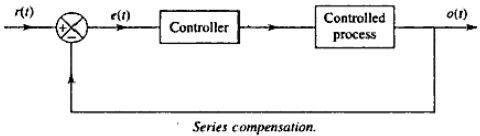 r(t)
e(t)
Controller
Controlled
process
o(t)
+
−
Series compensation.